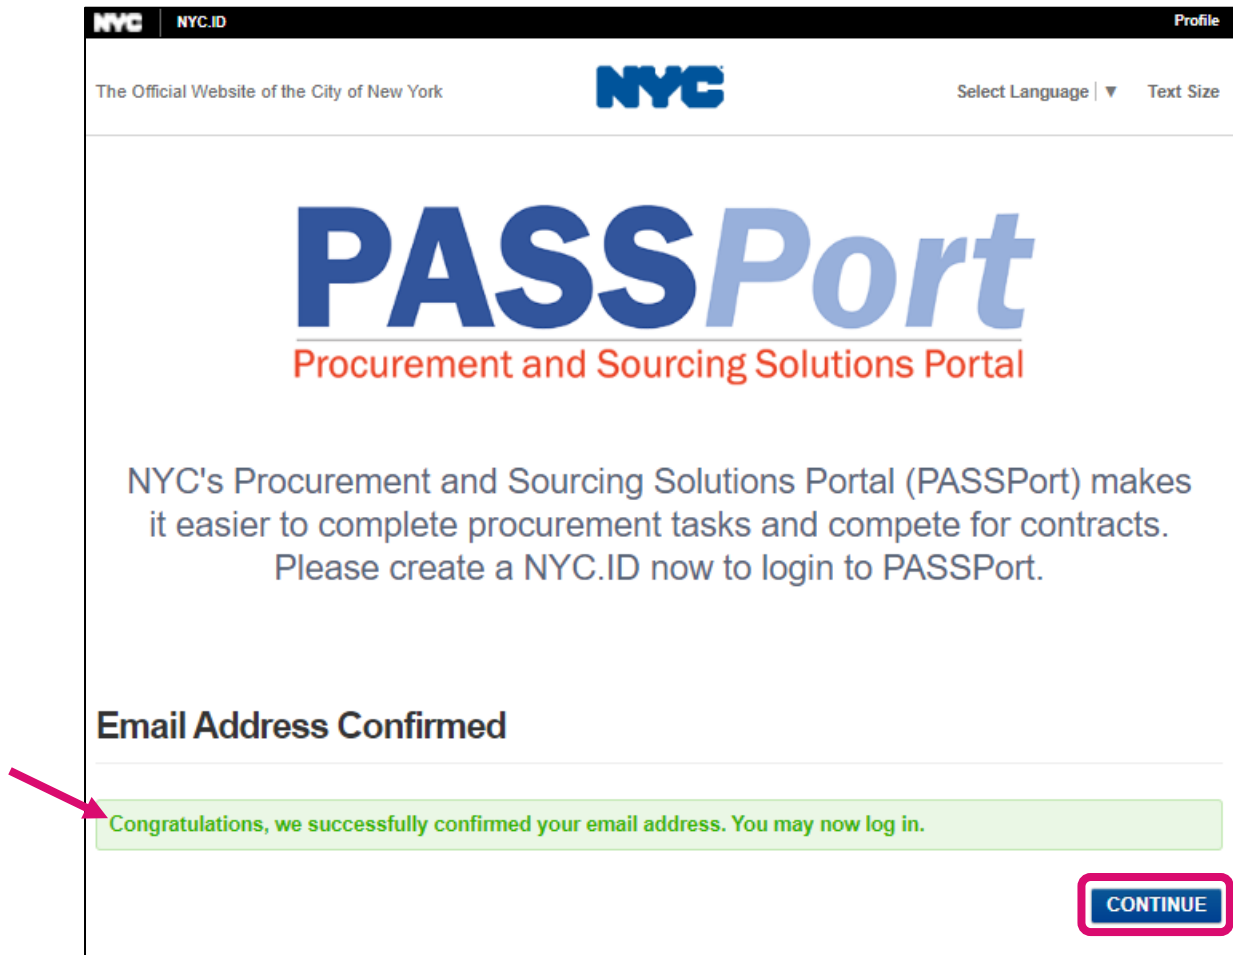 NYC NYC.ID Profile
The Official Website of the City of New York NYC Select Language ▼ Text Size
PASSPort
Procurement and Sourcing Solutions Portal
NYC's Procurement and Sourcing Solutions Portal (PASSPort) makes
it easier to complete procurement tasks and compete for contracts.
Please create a NYC.ID now to login to PASSPort.
Email Address Confirmed
Congratulations, we successfully confirmed your email address. You may now log in.
CONTINUE